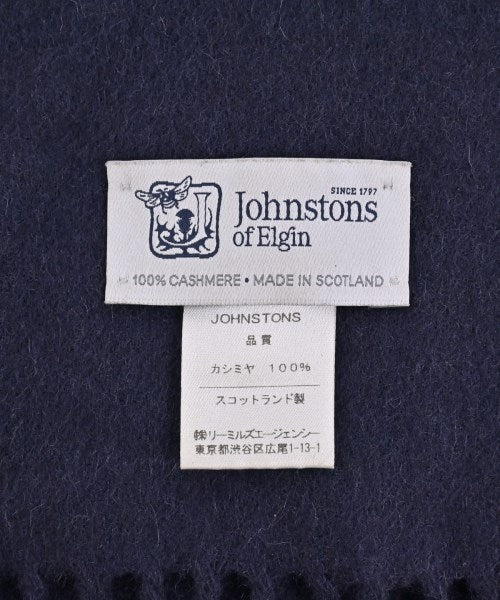 SINCE 1797
Johnstons
of Elgin
100% CASHMERE • MADE IN SCOTLAND
JOHNSTONS
品質
カシミヤ 100%
スコットランド製
㈱リーミルズエージェンシー
東京都渋谷区広尾1-13-1